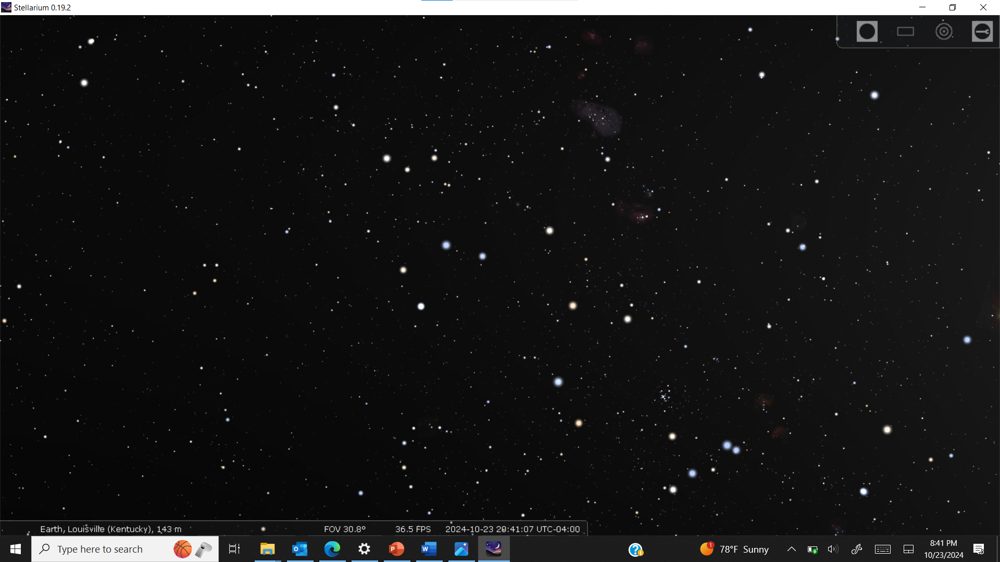 Stellarium 0.19.2
Earth, Louisville (Kentucky), 143 m FOV 30.8° 36.5 FPS 2024-10-23 20:41:07 UTC-04:00
Type here to search
1
78°F Sunny
8:41 PM
10/23/2024